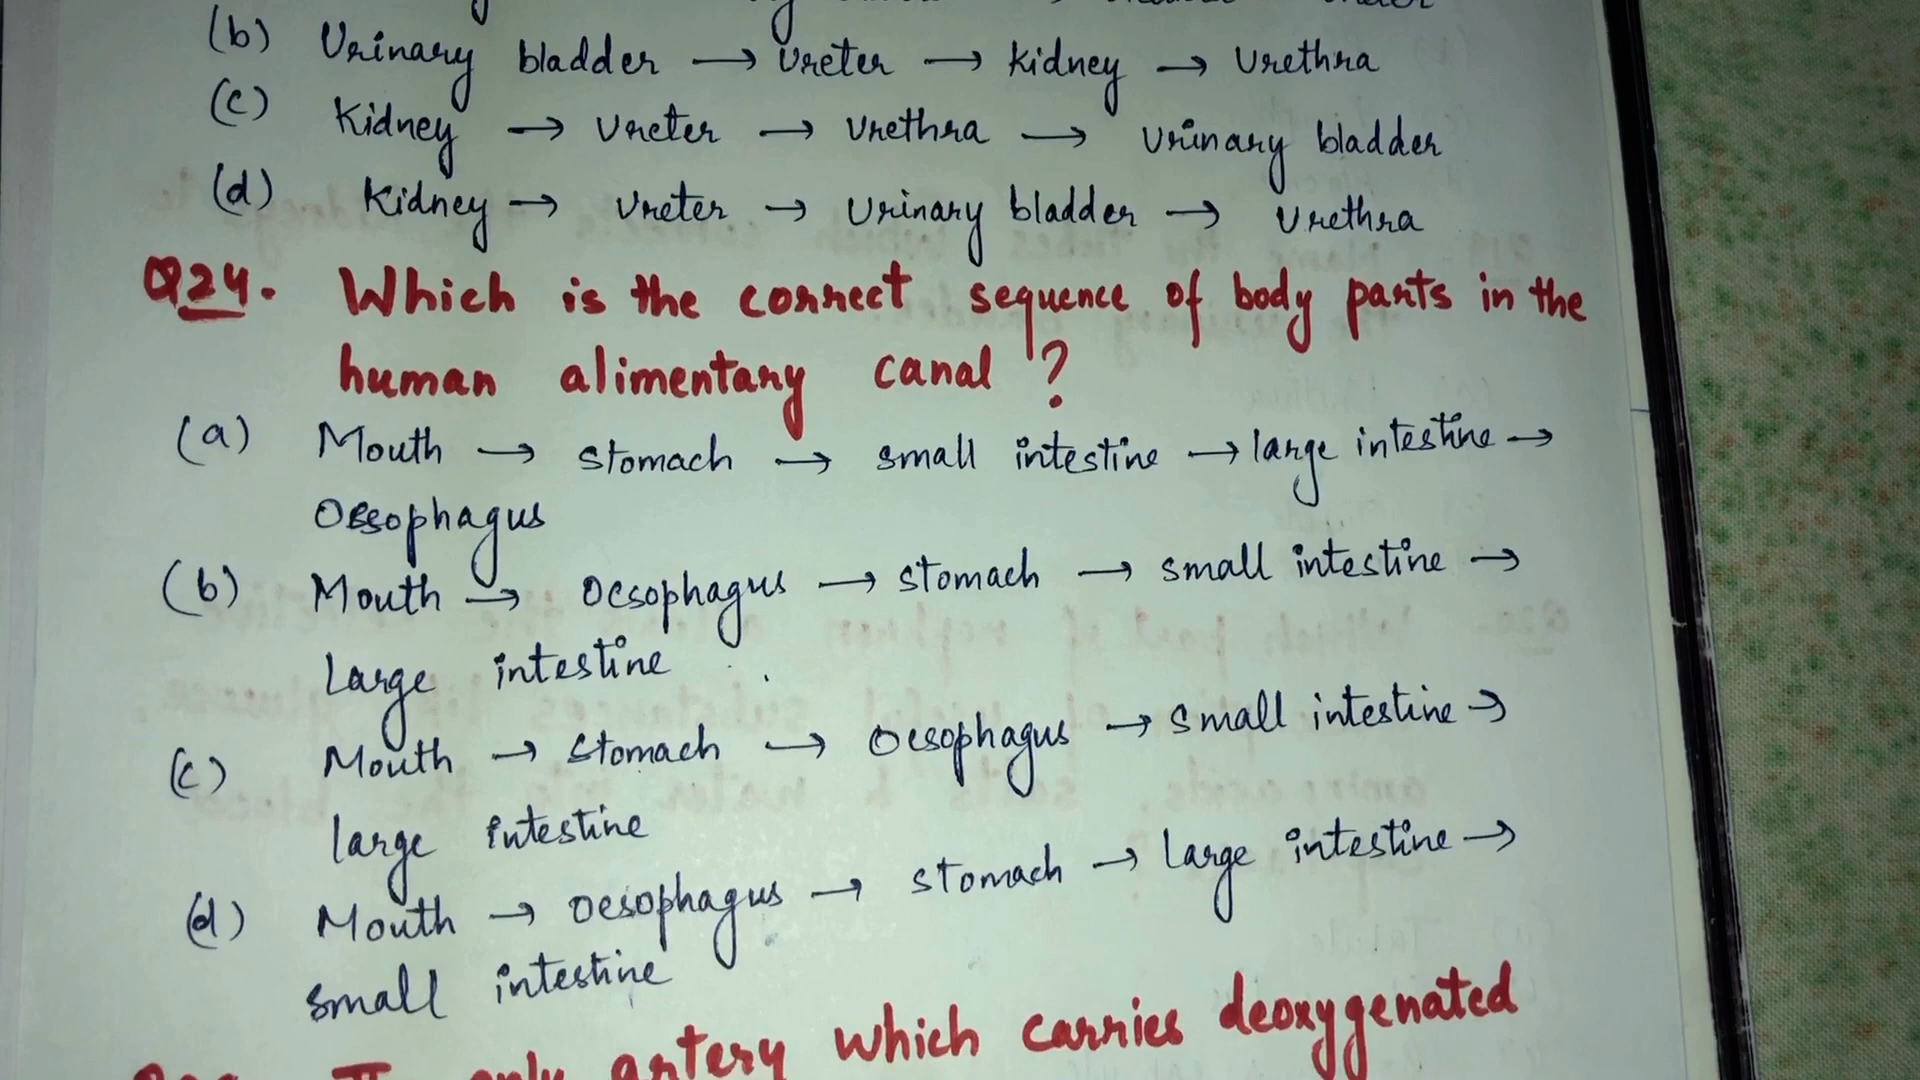 (b) Urinary bladder → Ureter → Kidney → Urethra
(c) Kidney → Ureter → Urethra → Urinary bladder
(d) Kidney → Ureter → Urinary bladder → Urethra
Q24. Which is the correct sequence of body parts in the
human alimentary canal ?
(a) Mouth → stomach → small intestine → large intestine →
Oesophagus
(b) Mouth → Oesophagus → stomach → small intestine →
Large intestine
(c) Mouth → stomach → Oesophagus → small intestine →
large intestine
(d) Mouth → Oesophagus → stomach → Large intestine →
small intestine
only artery which carries deoxygenated